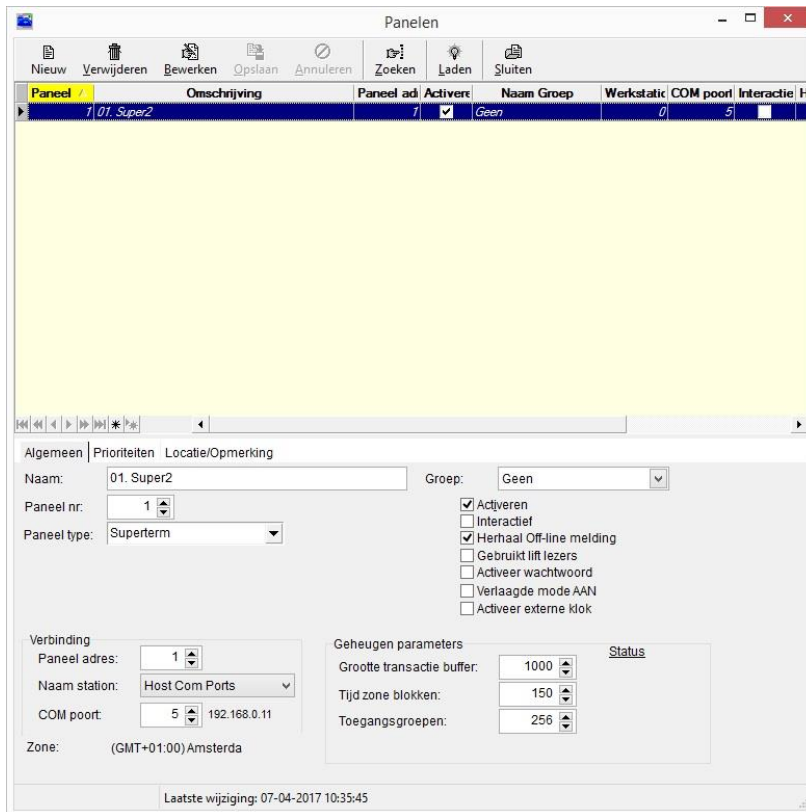 Panelen
Nieuw Verwijderen Bewerken Opslaan Annuleren Zoeken Laden Sluiten
Paneel Omschrijving Paneel ad Activere Naam Groep Werkstatic COM poort Interactie H
1 01. Super2 1 Geen 0 5
Algemeen Prioriteiten Locatie/Opmerking
Naam: 01. Super2 Groep: Geen
Paneel nr: 1 Activeren
Interactief
Paneel type: Superterm Herhaal Off-line melding
Gebruikt lift lezers
Activeer wachtwoord
Verlaagde mode AAN
Activeer externe klok
Verbinding
Paneel adres: 1
Naam station: Host Com Ports
COM poort: 5 192.168.0.11
Zone: (GMT+01:00) Amsterda
Geheugen parameters Status
Grootte transactie buffer: 1000
Tijd zone blokken: 150
Toegangsgroepen: 256
Laatste wijziging: 07-04-2017 10:35:45